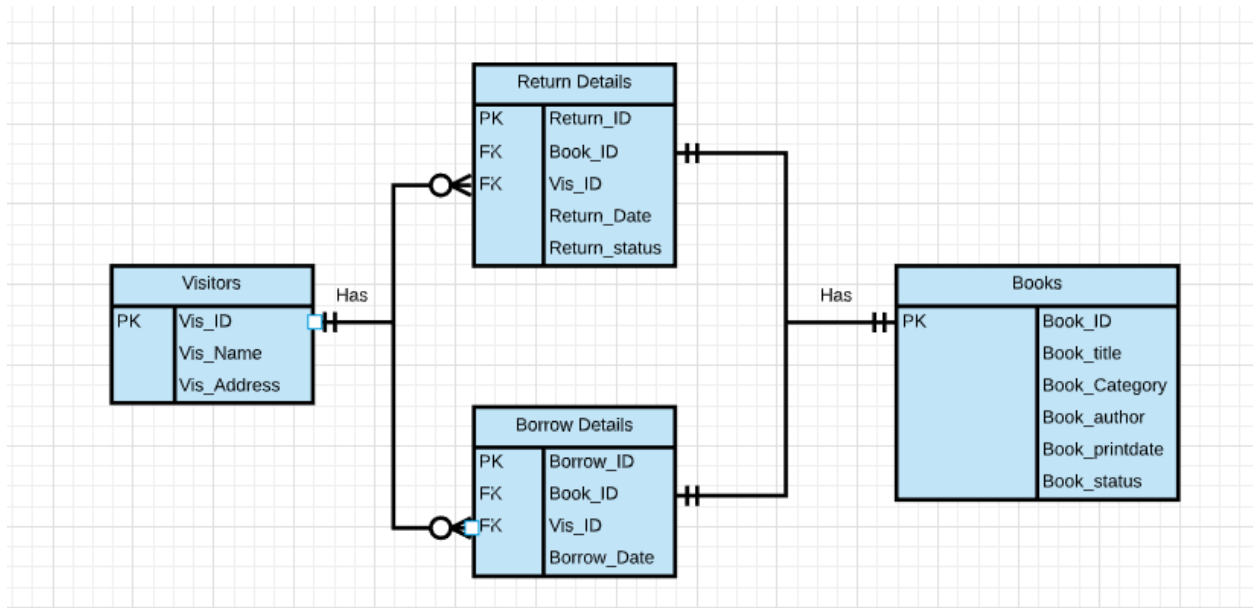 Return Details
PK Return_ID
FK Book_ID
FK Vis_ID
Return_Date
Return_status
Visitors
PK Vis_ID
Vis_Name
Vis_Address
Has
Has
Books
PK Book_ID
Book_title
Book_Category
Book_author
Book_printdate
Book_status
Borrow Details
PK Borrow_ID
FK Book_ID
FK Vis_ID
Borrow_Date